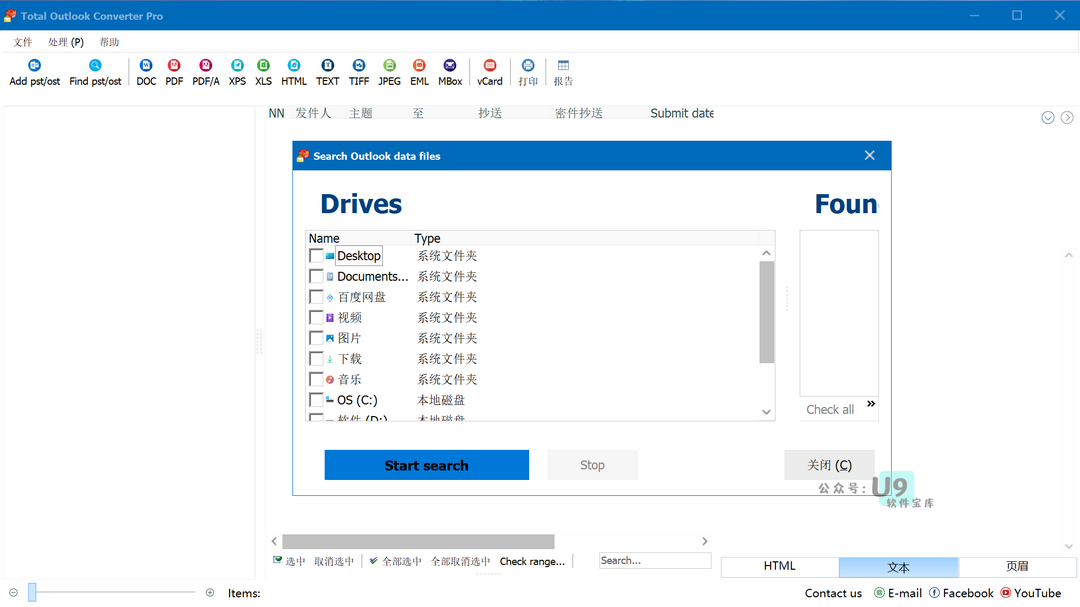 Total Outlook Converter Pro
文件 处理 (P) 帮助
Add pst/ost Find pst/ost DOC PDF PDF/A XPS XLS HTML TEXT TIFF JPEG EML MBox vCard 打印 报告
NN 发件人 主题 至 抄送 密件抄送 Submit date
Search Outlook data files
Drives Foun
Name Type
Desktop 系统文件夹
Documents... 系统文件夹
百度网盘 系统文件夹
视频 系统文件夹
图片 系统文件夹
下载 系统文件夹
音乐 系统文件夹
OS (C:) 本地磁盘
软件 (D:) 本地磁盘
Check all »
Start search Stop 关闭 (C)
公众号: U9
软件宝库
选中 取消选中 全部选中 全部取消选中 Check range... Search...
HTML 文本 页眉
Items: Contact us E-mail Facebook YouTube